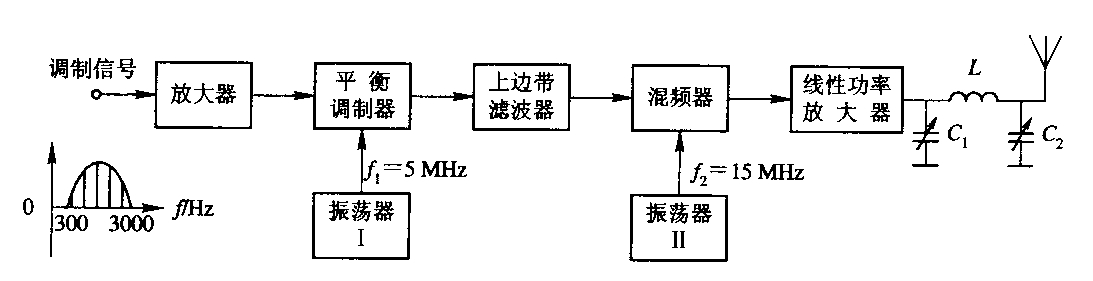 调制信号
放大器
平衡
调制器
上边带
滤波器
混频器
线性功率
放大器
L
C₁
C₂
f₁=5 MHz
f₂=15 MHz
振荡器
I
振荡器
II
0
300
3000
f/Hz